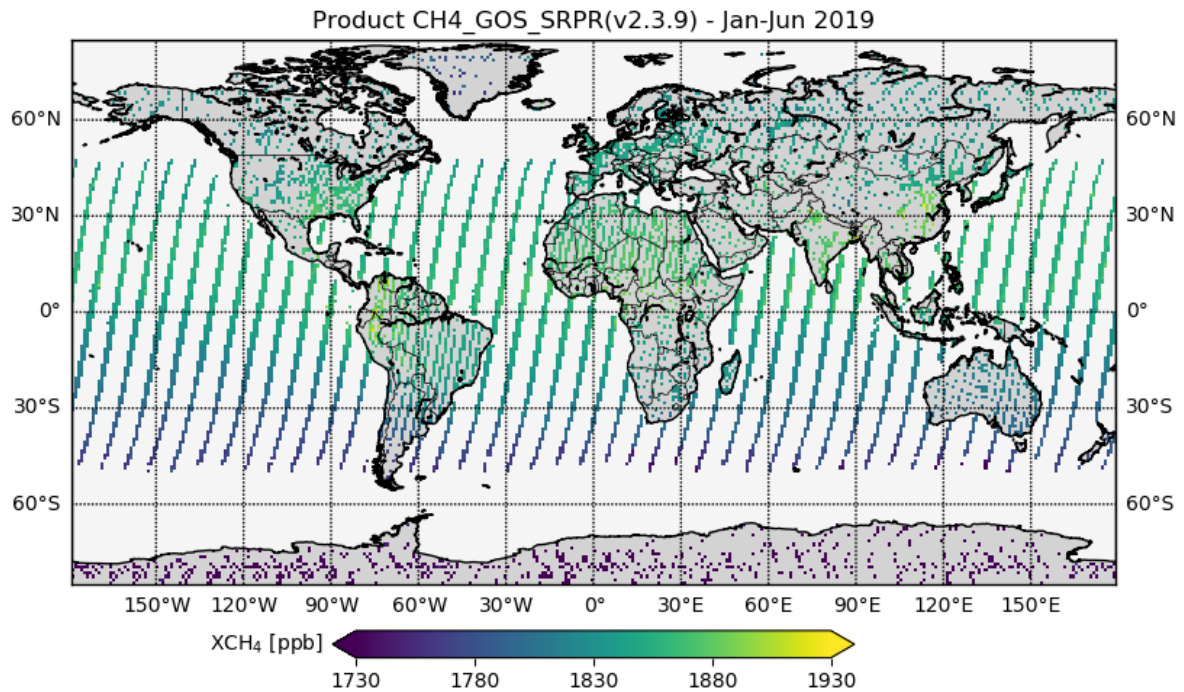 Product CH4_GOS_SRPR(v2.3.9) - Jan-Jun 2019
60°N 60°N
30°N 30°N
0° 0°
30°S 30°S
60°S 60°S
150°W 120°W 90°W 60°W 30°W 0° 30°E 60°E 90°E 120°E 150°E
XCH₄ [ppb]
1730 1780 1830 1880 1930